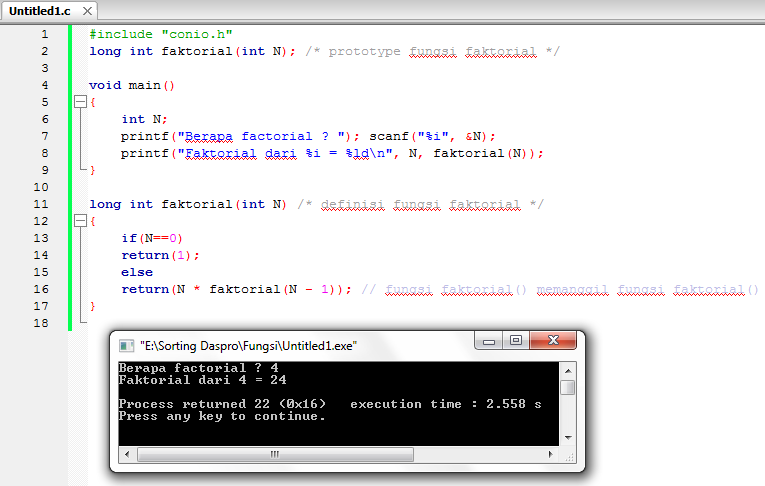 Untitled1.c
1 #include "conio.h"
2 long int faktorial(int N); /* prototype fungsi faktorial */
3
4 void main()
5 {
6 int N;
7 printf("Berapa factorial ? "); scanf("%i", &N);
8 printf("Faktorial dari %i = %ld\n", N, faktorial(N));
9 }
10
11 long int faktorial(int N) /* definisi fungsi faktorial */
12 {
13 if(N==0)
14 return(1);
15 else
16 return(N * faktorial(N - 1)); // fungsi faktorial() memanggil fungsi faktorial()
17 }
18
"E:\Sorting Daspro\Fungsi\Untitled1.exe"
Berapa factorial ? 4
Faktorial dari 4 = 24
Process returned 22 (0x16) execution time : 2.558 s
Press any key to continue.